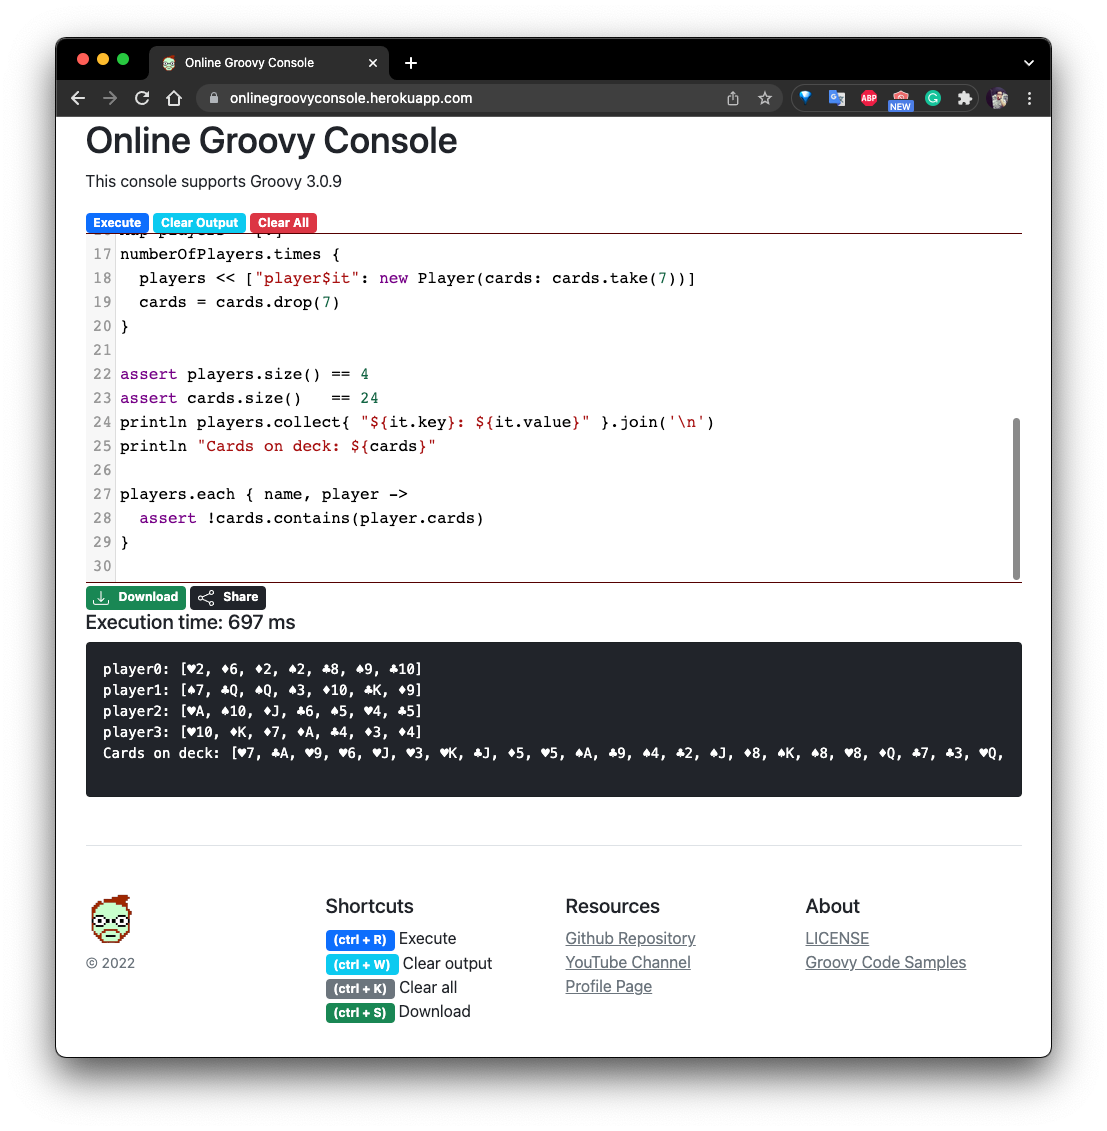 Online Groovy Console
onlinegroovyconsole.herokuapp.com
ABP
NEW
Online Groovy Console
This console supports Groovy 3.0.9
Execute Clear Output Clear All
17 numberOfPlayers.times {
18 players << ["player$it": new Player(cards: cards.take(7))]
19 cards = cards.drop(7)
20 }
21
22 assert players.size() == 4
23 assert cards.size()   == 24
24 println players.collect{ "${it.key}: ${it.value}" }.join('\n')
25 println "Cards on deck: ${cards}"
26
27 players.each { name, player ->
28 assert !cards.contains(player.cards)
29 }
30
Download Share
Execution time: 697 ms
player0: [♥2, ♦6, ♦2, ♠2, ♣8, ♠9, ♣10]
player1: [♠7, ♣Q, ♠Q, ♠3, ♦10, ♣K, ♦9]
player2: [♥A, ♠10, ♦J, ♣6, ♠5, ♥4, ♣5]
player3: [♥10, ♦K, ♦7, ♦A, ♣4, ♦3, ♦4]
Cards on deck: [♥7, ♣A, ♥9, ♥6, ♥J, ♥3, ♥K, ♣J, ♦5, ♥5, ♠A, ♣9, ♠4, ♣2, ♠J, ♦8, ♠K, ♠8, ♥8, ♦Q, ♣7, ♣3, ♥Q,
© 2022
Shortcuts
(ctrl + R) Execute
(ctrl + W) Clear output
(ctrl + K) Clear all
(ctrl + S) Download
Resources
Github Repository
YouTube Channel
Profile Page
About
LICENSE
Groovy Code Samples